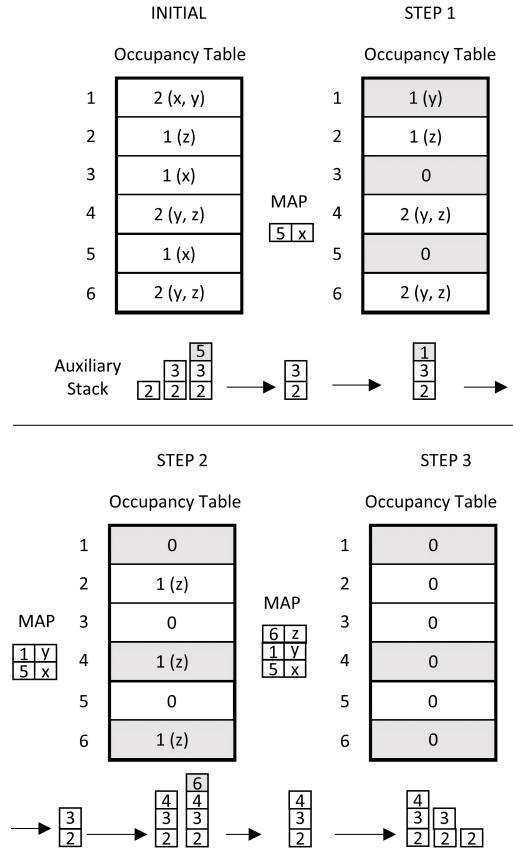 INITIAL
Occupancy Table
1 2 (x, y)
2 1 (z)
3 1 (x)
4 2 (y, z)
5 1 (x)
6 2 (y, z)
STEP 1
Occupancy Table
1 1 (y)
2 1 (z)
3 0
4 2 (y, z)
5 0
6 2 (y, z)
MAP
5 x
Auxiliary
Stack
5
3 3 3 1
2 2 2 2 3
2
STEP 2
Occupancy Table
1 0
2 1 (z)
3 0
4 1 (z)
5 0
6 1 (z)
MAP
1 y
5 x
STEP 3
Occupancy Table
1 0
2 0
3 0
4 0
5 0
6 0
MAP
6 z
1 y
5 x
6
4 4 4 4
3 3 3 3 3 3
2 2 2 2 2 2 2